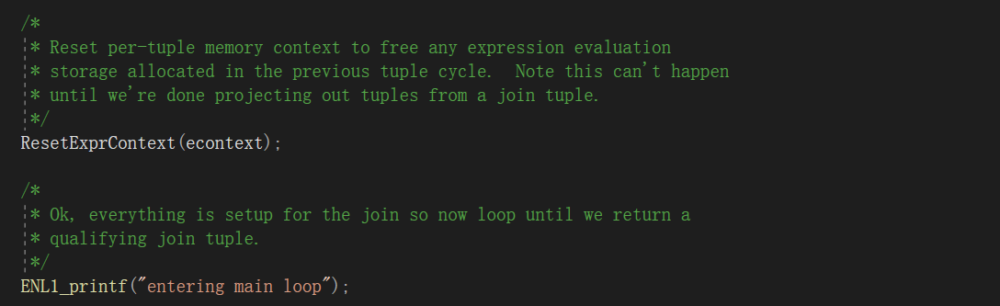 /*
* Reset per-tuple memory context to free any expression evaluation
* storage allocated in the previous tuple cycle.  Note this can't happen
* until we're done projecting out tuples from a join tuple.
*/
ResetExprContext(econtext);
/*
* Ok, everything is setup for the join so now loop until we return a
* qualifying join tuple.
*/
ENL1_printf("entering main loop");